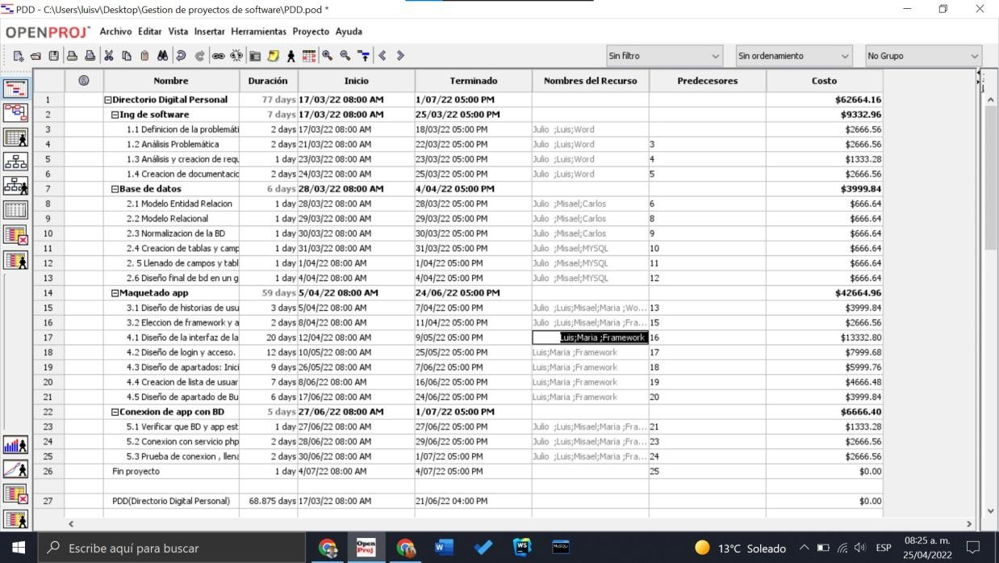 PDD - C:\Users\luisv\Desktop\Gestion de proyectos de software\PDD.pod *
OPENPROJ Archivo Editar Vista Insertar Herramientas Proyecto Ayuda
Sin filtro Sin ordenamiento No Grupo
Nombre Duración Inicio Terminado Nombres del Recurso Predecesores Costo
1 Directorio Digital Personal 77 days 17/03/22 08:00 AM 1/07/22 05:00 PM $62664.16
2 Ing de software 7 days 17/03/22 08:00 AM 25/03/22 05:00 PM $9332.96
3 1.1 Definicion de la problemáti 2 days 17/03/22 08:00 AM 18/03/22 05:00 PM Julio ;Luis;Word $2666.56
4 1.2 Análisis Problemática 2 days 21/03/22 08:00 AM 22/03/22 05:00 PM Julio ;Luis;Word 3 $2666.56
5 1.3 Análisis y creacion de requ 1 day 23/03/22 08:00 AM 23/03/22 05:00 PM Julio ;Luis;Word 4 $1333.28
6 1.4 Creacion de documentacio 2 days 24/03/22 08:00 AM 25/03/22 05:00 PM Julio ;Luis;Word 5 $2666.56
7 Base de datos 6 days 28/03/22 08:00 AM 4/04/22 05:00 PM $3999.84
8 2.1 Modelo Entidad Relacion 1 day 28/03/22 08:00 AM 28/03/22 05:00 PM Julio ;Misael;Carlos 6 $666.64
9 2.2 Modelo Relacional 1 day 29/03/22 08:00 AM 29/03/22 05:00 PM Julio ;Misael;Carlos 8 $666.64
10 2.3 Normalizacion de la BD 1 day 30/03/22 08:00 AM 30/03/22 05:00 PM Julio ;Misael;Carlos 9 $666.64
11 2.4 Creacion de tablas y camp 1 day 31/03/22 08:00 AM 31/03/22 05:00 PM Julio ;Misael;MYSQL 10 $666.64
12 2. 5 Llenado de campos y tabl 1 day 1/04/22 08:00 AM 1/04/22 05:00 PM Julio ;Misael;MYSQL 11 $666.64
13 2.6 Diseño final de bd en un g 1 day 4/04/22 08:00 AM 4/04/22 05:00 PM Julio ;Misael;MYSQL 12 $666.64
14 Maquetado app 59 days 5/04/22 08:00 AM 24/06/22 05:00 PM $42664.96
15 3.1 Diseño de historias de usu 3 days 5/04/22 08:00 AM 7/04/22 05:00 PM Julio ;Luis;Misael;Maria ;Wo... 13 $3999.84
16 3.2 Eleccion de framework y a 2 days 8/04/22 08:00 AM 11/04/22 05:00 PM Julio ;Luis;Misael;Maria ;Fra... 15 $2666.56
17 4.1 Diseño de la interfaz de la 20 days 12/04/22 08:00 AM 9/05/22 05:00 PM Luis;Maria ;Framework 16 $13332.80
18 4.2 Diseño de login y acceso. 12 days 10/05/22 08:00 AM 25/05/22 05:00 PM Luis;Maria ;Framework 17 $7999.68
19 4.3 Diseño de apartados: Inici 9 days 26/05/22 08:00 AM 7/06/22 05:00 PM Luis;Maria ;Framework 18 $5999.76
20 4.4 Creacion de lista de usuar 7 days 8/06/22 08:00 AM 16/06/22 05:00 PM Luis;Maria ;Framework 19 $4666.48
21 4.5 Diseño de apartado de Bu 6 days 17/06/22 08:00 AM 24/06/22 05:00 PM Luis;Maria ;Framework 20 $3999.84
22 Conexion de app con BD 5 days 27/06/22 08:00 AM 1/07/22 05:00 PM $6666.40
23 5.1 Verificar que BD y app est 1 day 27/06/22 08:00 AM 27/06/22 05:00 PM Julio ;Luis;Misael;Maria ;Fra... 21 $1333.28
24 5.2 Conexion con servicio php 2 days 28/06/22 08:00 AM 29/06/22 05:00 PM Julio ;Luis;Misael;Maria ;Fra... 23 $2666.56
25 5.3 Prueba de conexion , llena 2 days 30/06/22 08:00 AM 1/07/22 05:00 PM Julio ;Luis;Misael;Maria ;Fra... 24 $2666.56
26 Fin proyecto 1 day 4/07/22 08:00 AM 4/07/22 05:00 PM 25 $0.00
27 PDD(Directorio Digital Personal) 68.875 days 17/03/22 08:00 AM 21/06/22 04:00 PM $0.00
Escribe aquí para buscar Open Proj W WS MySQL 13°C Soleado ESP 08:25 a. m.
25/04/2022